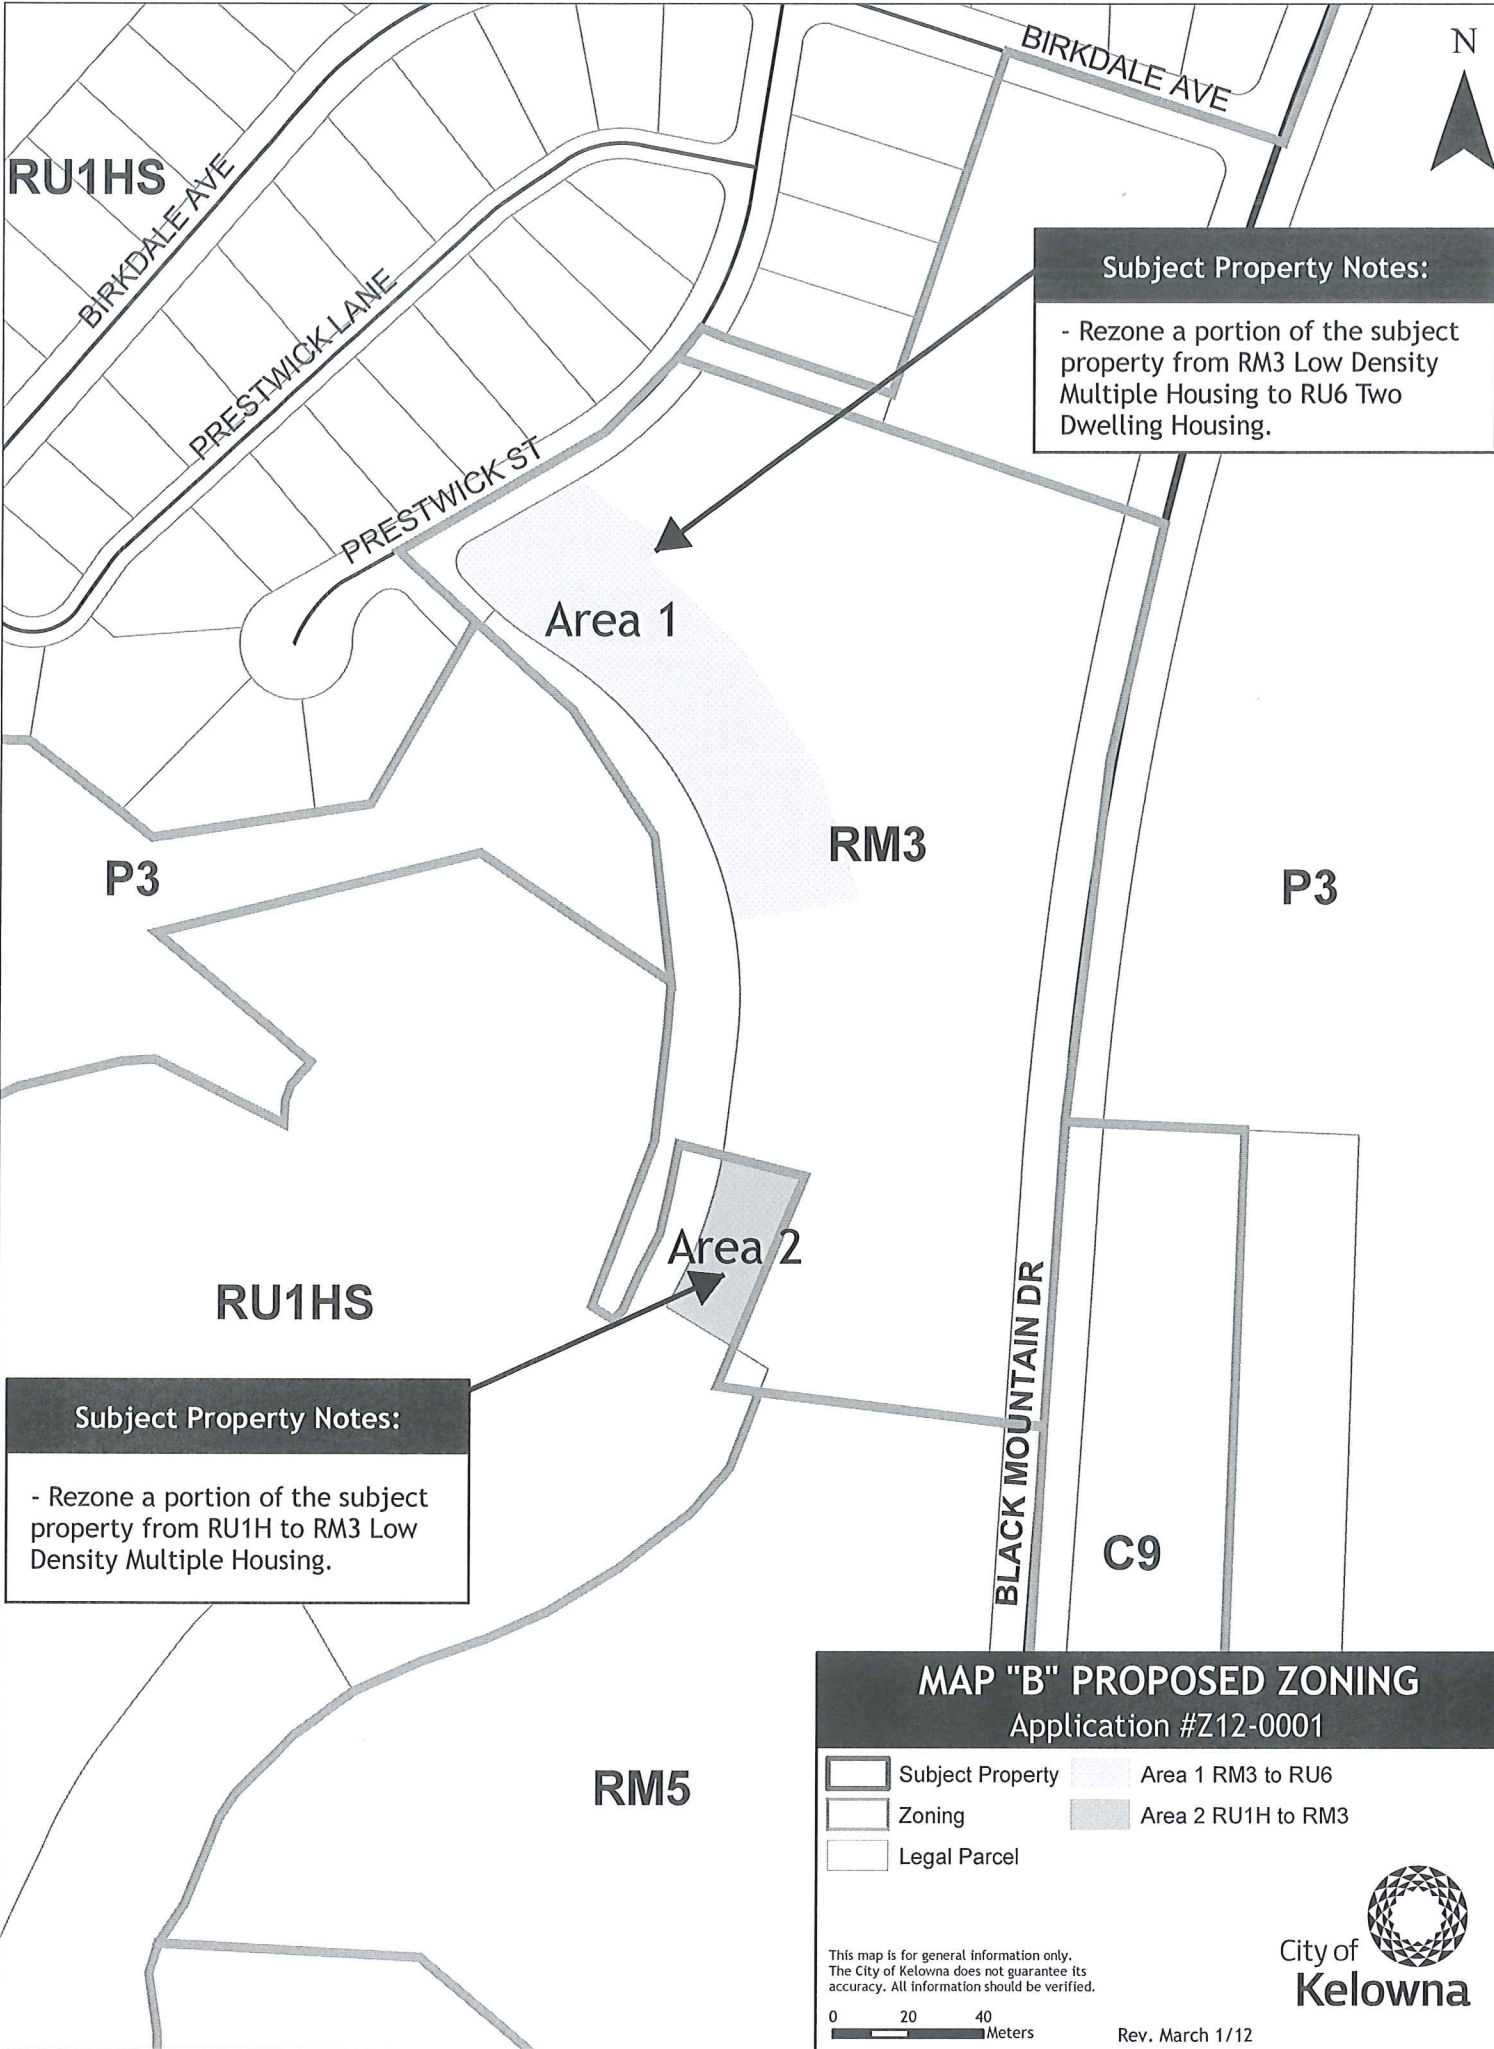 BIRKDALE AVE
N
RU1HS
BIRKDALE AVE
PRESTWICK LANE
PRESTWICK ST
Subject Property Notes:
- Rezone a portion of the subject
property from RM3 Low Density
Multiple Housing to RU6 Two
Dwelling Housing.
Area 1
RM3
P3
P3
Area 2
RU1HS
BLACK MOUNTAIN DR
Subject Property Notes:
- Rezone a portion of the subject
property from RU1H to RM3 Low
Density Multiple Housing.
C9
RM5
MAP "B" PROPOSED ZONING
Application #Z12-0001
Subject Property
Area 1 RM3 to RU6
Zoning
Area 2 RU1H to RM3
Legal Parcel
This map is for general information only.
The City of Kelowna does not guarantee its
accuracy. All information should be verified.
0 20 40
Meters
Rev. March 1/12
City of
Kelowna